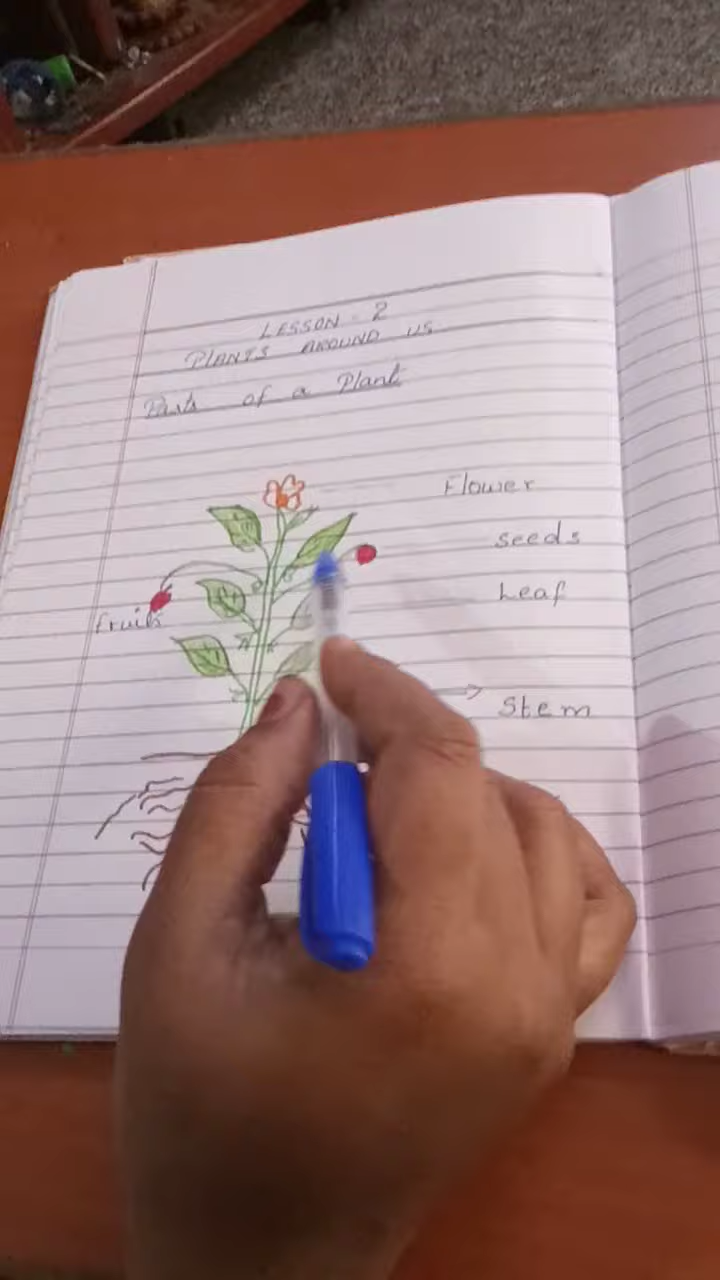 LESSON - 2
PLANTS AROUND US
Parts of a Plant
Flower
seeds
Leaf
fruits
Stem